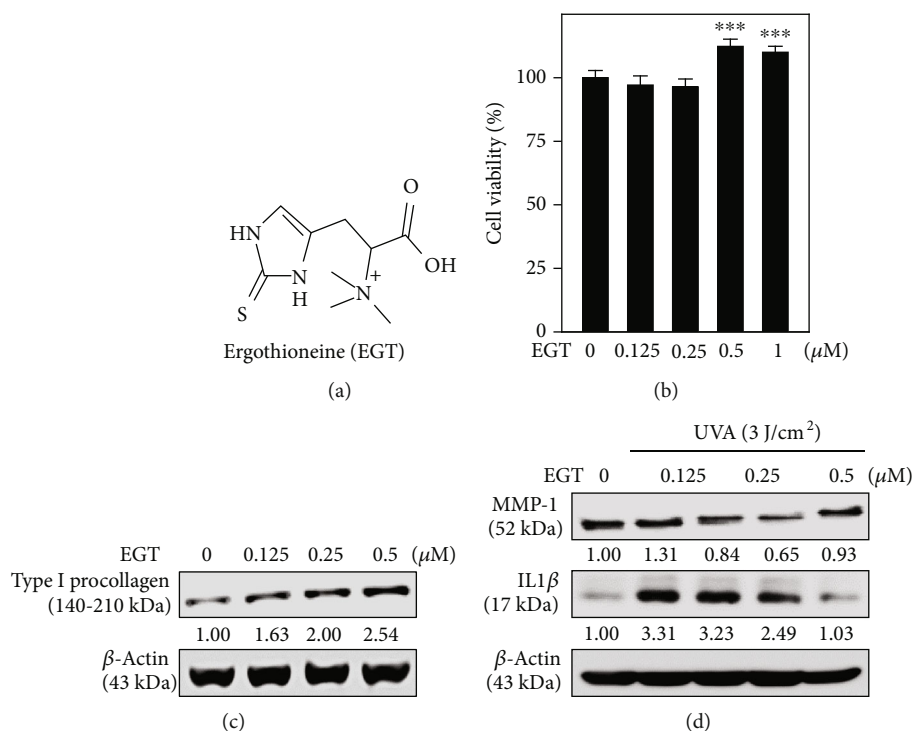 O
HN
OH
N
H
N
+
S
Ergothioneine (EGT)
(a)
Cell viability (%)
100
75
50
25
0
*** ***
EGT 0 0.125 0.25 0.5 1 (μM)
(b)
EGT 0 0.125 0.25 0.5 (μM)
Type I procollagen
(140-210 kDa)
1.00 1.63 2.00 2.54
β-Actin
(43 kDa)
(c)
UVA (3 J/cm²)
EGT 0 0.125 0.25 0.5 (μM)
MMP-1
(52 kDa)
1.00 1.31 0.84 0.65 0.93
IL1β
(17 kDa)
1.00 3.31 3.23 2.49 1.03
β-Actin
(43 kDa)
(d)